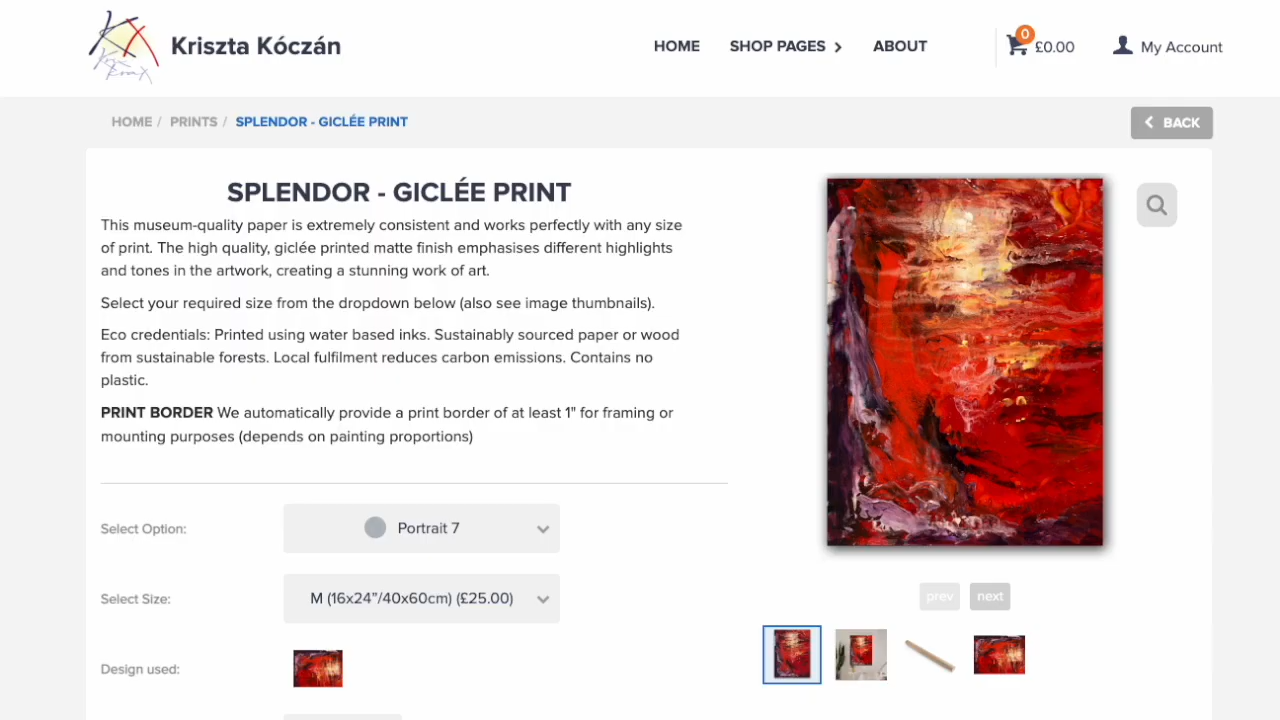 Kriszta Kóczán
HOME
SHOP PAGES
ABOUT
0
£0.00
My Account
HOME / PRINTS / SPLENDOR - GICLÉE PRINT
BACK
SPLENDOR - GICLÉE PRINT
This museum-quality paper is extremely consistent and works perfectly with any size
of print. The high quality, giclée printed matte finish emphasises different highlights
and tones in the artwork, creating a stunning work of art.
Select your required size from the dropdown below (also see image thumbnails).
Eco credentials: Printed using water based inks. Sustainably sourced paper or wood
from sustainable forests. Local fulfilment reduces carbon emissions. Contains no
plastic.
PRINT BORDER We automatically provide a print border of at least 1" for framing or
mounting purposes (depends on painting proportions)
Select Option:
Portrait 7
Select Size:
M (16x24”/40x60cm) (£25.00)
Design used:
prev
next